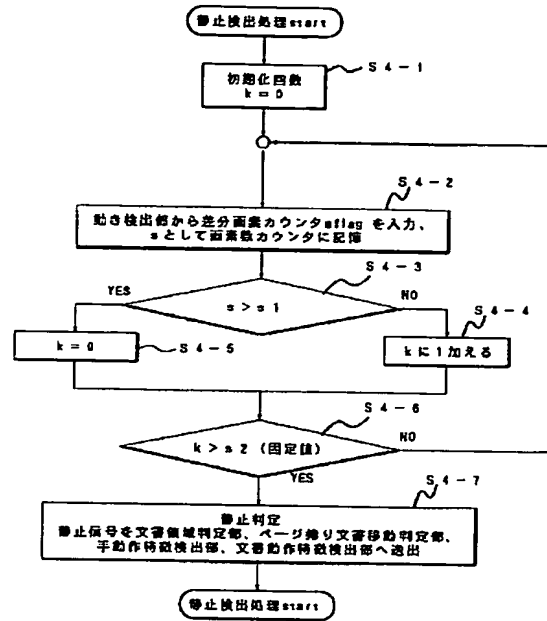 静止検出処理start
S4-1
初期化回数
k = 0
S4-2
動き検出部から差分画素カウンタsflag を入力、
sとして画素数カウンタに記憶
S4-3
YES
s > s1
NO
S4-4
k = 0
S4-5
kに1加える
S4-6
k > s2 (固定値)
NO
YES
S4-7
静止判定
静止信号を文書領域判定部、ページ捲り文書移動判定部、
手動作特徴検出部、文書動作特徴検出部へ送出
静止検出処理start